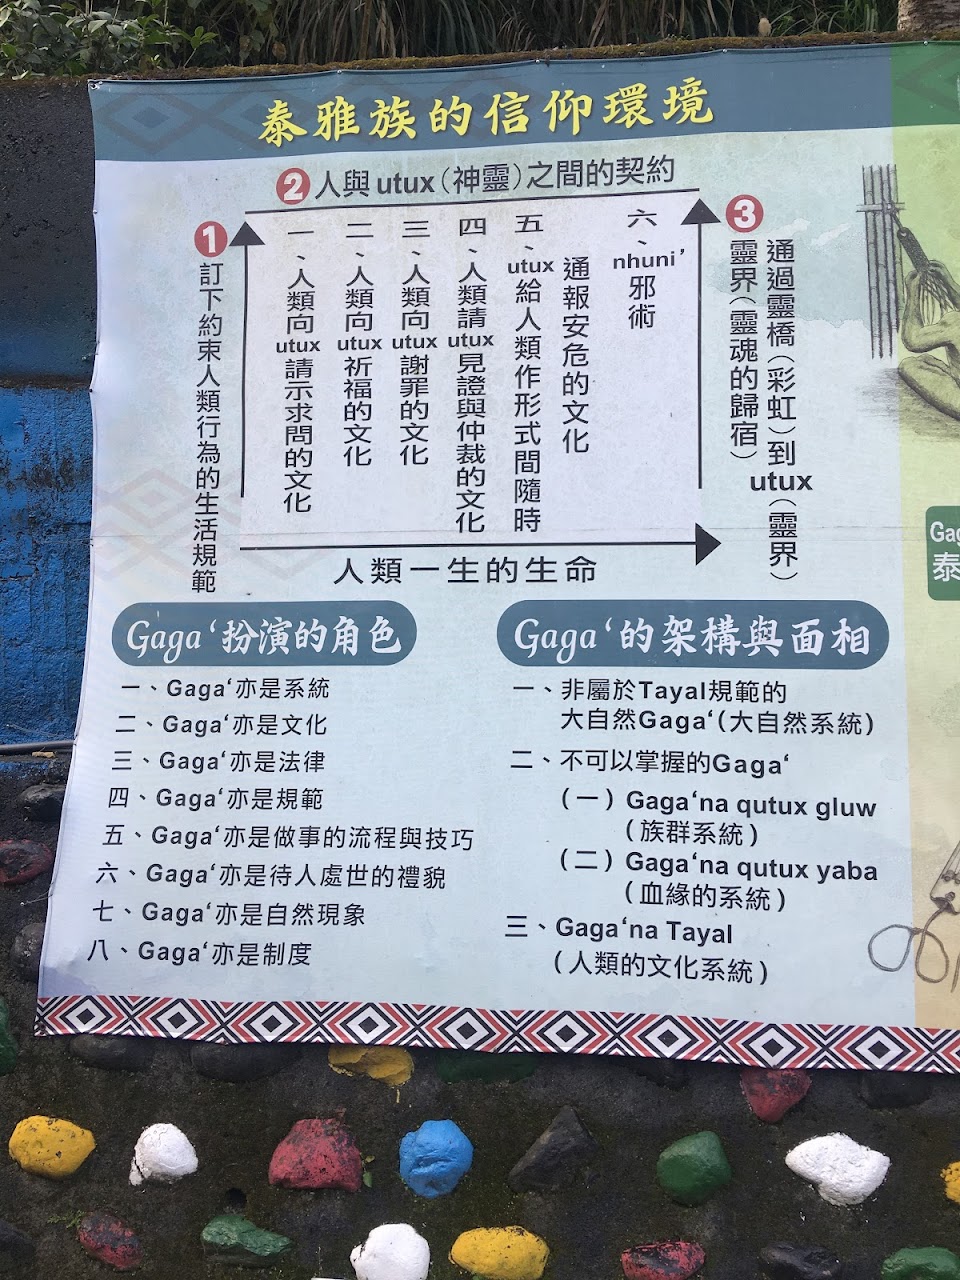 泰雅族的信仰環境
❷人與utux(神靈)之間的契約
❶訂下約束人類行為的生活規範
一、人類向utux請示求問的文化
二、人類向utux祈福的文化
三、人類向utux謝罪的文化
四、人類請utux見證與仲裁的文化
五、utux給人類作形式間隨時
通報安危的文化
六、nhuni’邪術
❸通過靈橋(彩虹)到utux(靈界)
靈界(靈魂的歸宿)
人類一生的生命
Gaga‘扮演的角色
一、Gaga‘亦是系統
二、Gaga‘亦是文化
三、Gaga‘亦是法律
四、Gaga‘亦是規範
五、Gaga‘亦是做事的流程與技巧
六、Gaga‘亦是待人處世的禮貌
七、Gaga‘亦是自然現象
八、Gaga‘亦是制度
Gaga‘的架構與面相
一、非屬於Tayal規範的
大自然Gaga‘(大自然系統)
二、不可以掌握的Gaga‘
(一) Gaga‘na qutux gluw
(族群系統)
(二) Gaga‘na qutux yaba
(血緣的系統)
三、Gaga‘na Tayal
(人類的文化系統)
Gag
泰